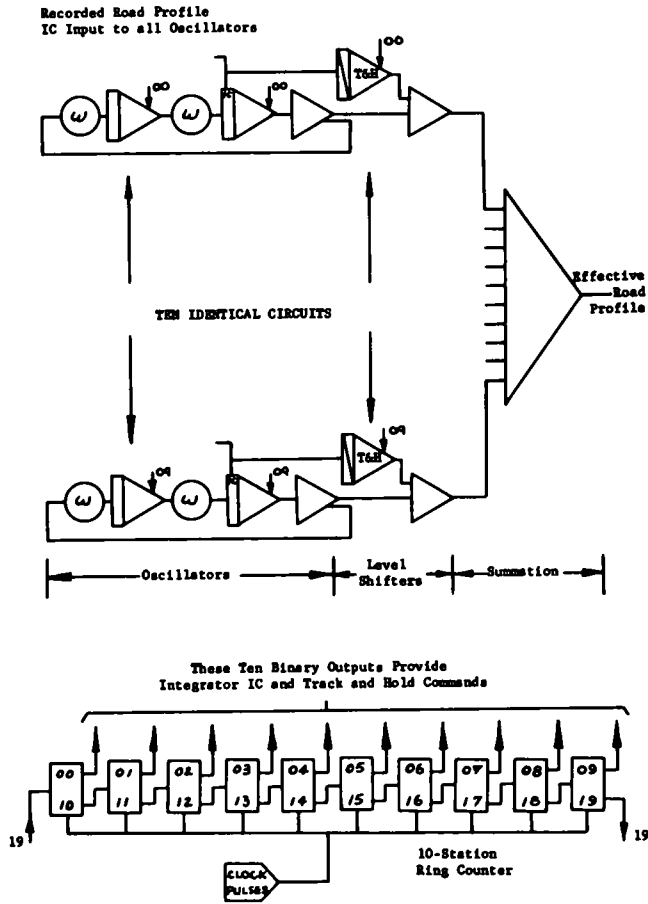 Recorded Road Profile
IC Input to all Oscillators
00
T&H
00
00
ω
ω
TEN IDENTICAL CIRCUITS
Effective
Road
Profile
09
T&H
09
09
ω
ω
Oscillators
Level
Shifters
Summation
These Ten Binary Outputs Provide
Integrator IC and Track and Hold Commands
00 01 02 03 04 05 06 07 08 09
10 11 12 13 14 15 16 17 18 19
19
19
10-Station
Ring Counter
CLOCK
PULSES